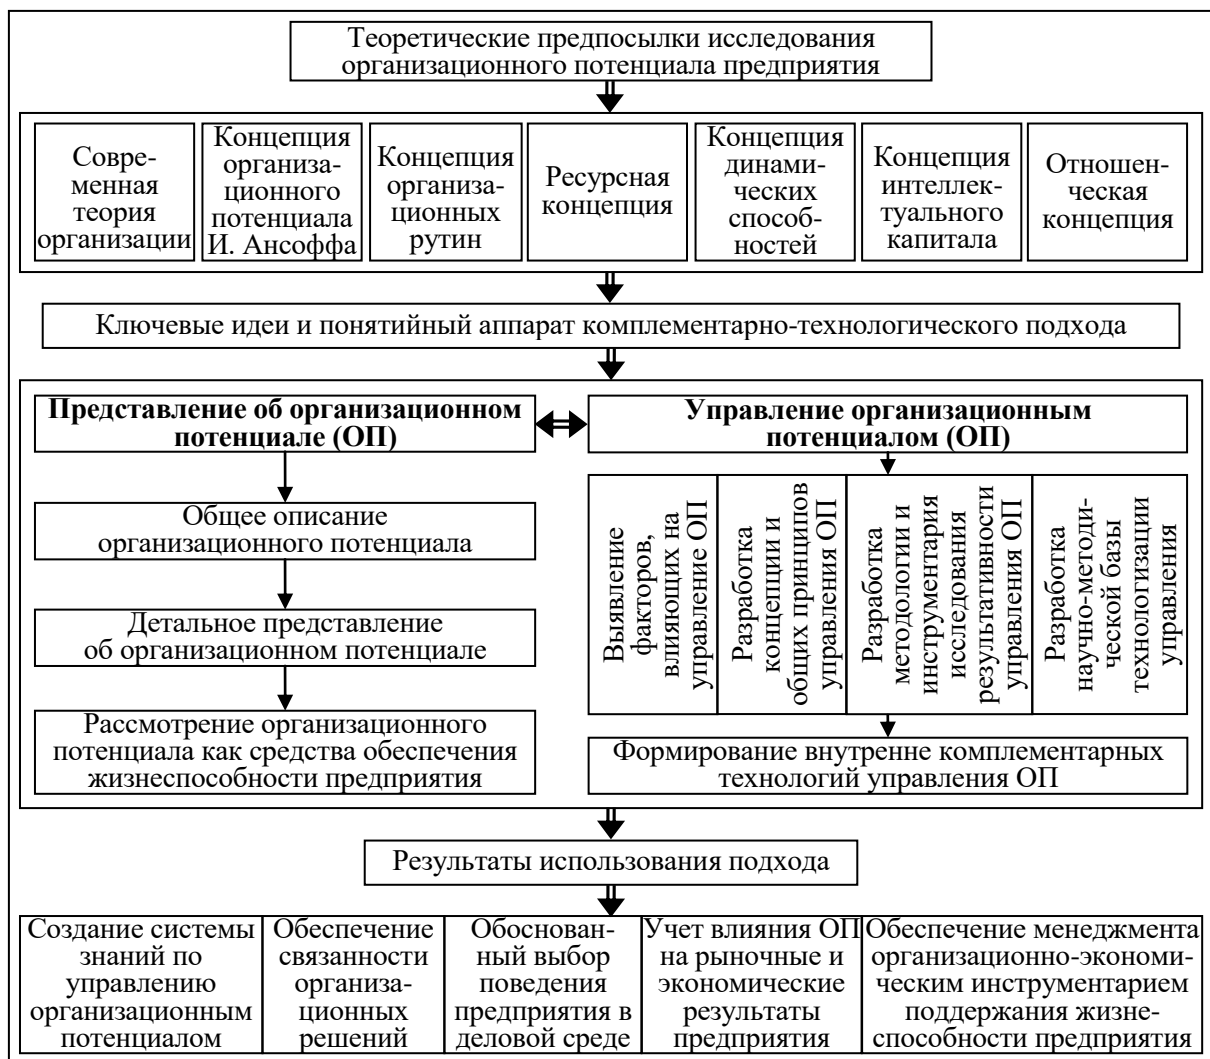 Теоретические предпосылки исследования
организационного потенциала предприятия
Совре-
менная
теория
организации
Концепция
организа-
ционного
потенциала
И. Ансоффа
Концепция
организа-
ционных
рутин
Ресурсная
концепция
Концепция
динами-
ческих
способ-
ностей
Концепция
интеллек-
туального
капитала
Отношен-
ческая
концепция
Ключевые идеи и понятийный аппарат комплементарно-технологического подхода
Представление об организационном
потенциале (ОП)
Управление организационным
потенциалом (ОП)
Общее описание
организационного потенциала
Детальное представление
об организационном потенциале
Рассмотрение организационного
потенциала как средства обеспечения
жизнеспособности предприятия
Выявление
факторов,
влияющих на
управление ОП
Разработка
концепции и
общих принципов
управления ОП
Разработка
методологии и
инструментария
исследования
результативности
управления ОП
Разработка
научно-методи-
ческой базы
технологизации
управления
Формирование внутренне комплементарных
технологий управления ОП
Результаты использования подхода
Создание системы
знаний по
управлению
организационным
потенциалом
Обеспечение
связанности
организа-
ционных
решений
Обоснован-
ный выбор
поведения
предприятия в
деловой среде
Учет влияния ОП
на рыночные и
экономические
результаты
предприятия
Обеспечение менеджмента
организационно-экономи-
ческим инструментарием
поддержания жизне-
способности предприятия